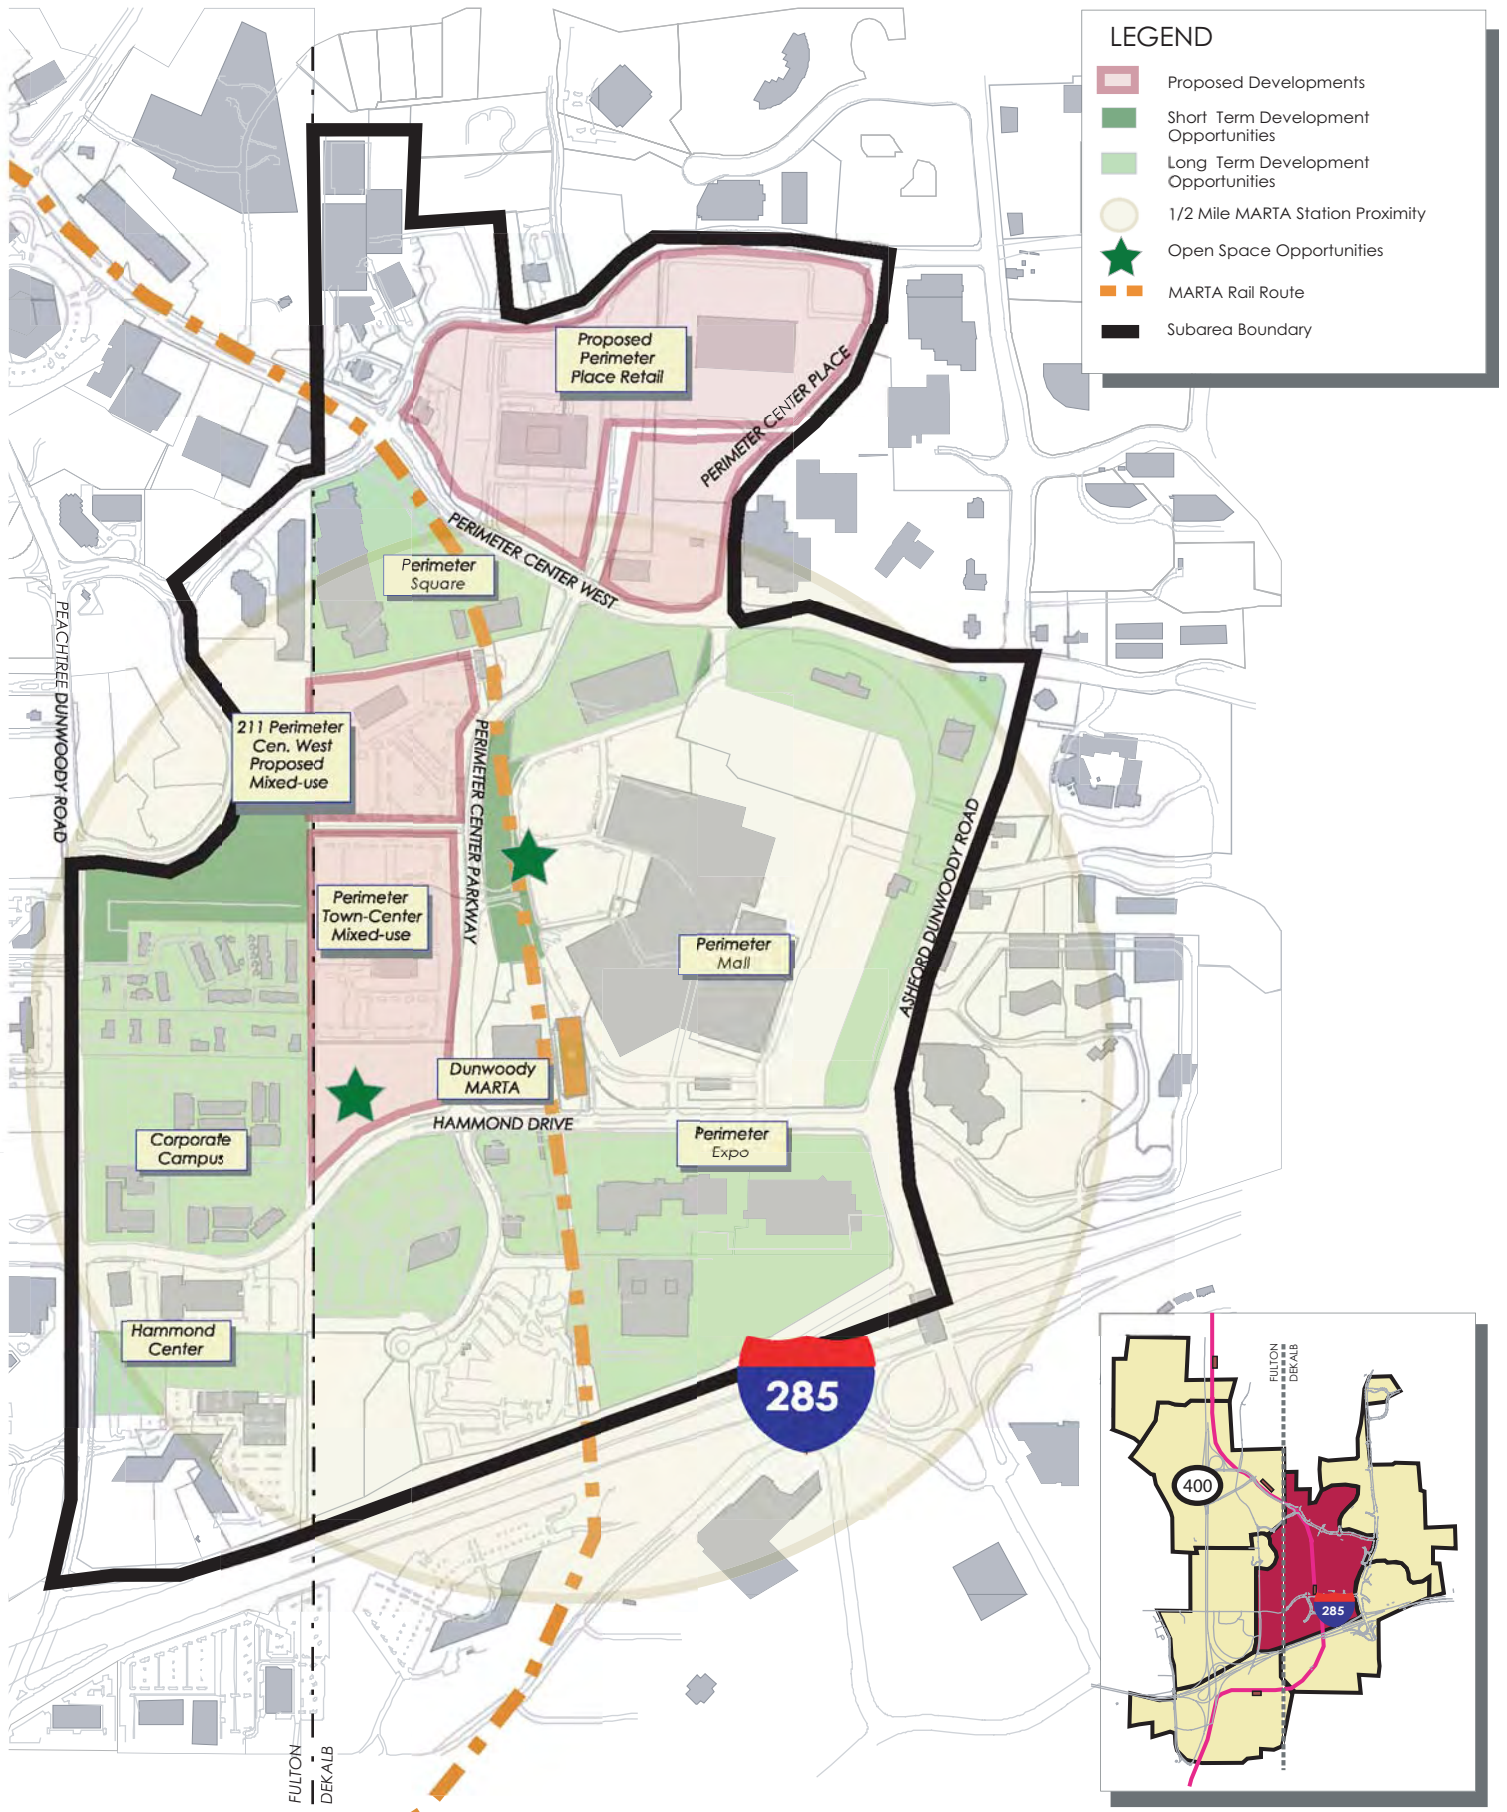 LEGEND
Proposed Developments
Short Term Development
Opportunities
Long Term Development
Opportunities
1/2 Mile MARTA Station Proximity
Open Space Opportunities
MARTA Rail Route
Subarea Boundary
Proposed
Perimeter
Place Retail
PERIMETER CENTER PLACE
PERIMETER CENTER WEST
Perimeter
Square
PEACHTREE DUNWOODY ROAD
211 Perimeter
Cen. West
Proposed
Mixed-use
PERIMETER CENTER PARKWAY
Perimeter
Town-Center
Mixed-use
Perimeter
Mall
ASHFORD DUNWOODY ROAD
Dunwoody
MARTA
HAMMOND DRIVE
Corporate
Campus
Perimeter
Expo
Hammond
Center
285
FULTON
DEKALB
FULTON
DEKALB
400
285